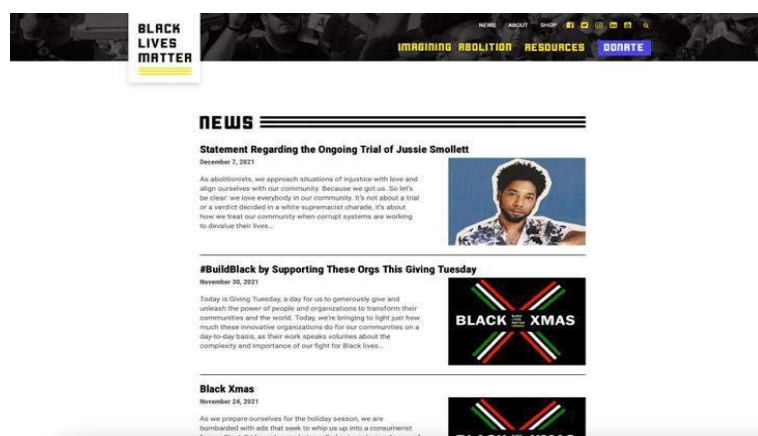 BLACK
LIVES
MATTER
NEWS ABOUT SHOP
IMAGINING ABOLITION RESOURCES DONATE
NEWS
Statement Regarding the Ongoing Trial of Jussie Smollett
December 7, 2021
As abolitionists, we approach situations of injustice with love and
align ourselves with our community. Because we got us. So let's
be clear: we love everybody in our community. It's not about a trial
or a verdict decided in a white supremacist charade, it's about
how we treat our community when corrupt systems are working
to devalue their lives...
#BuildBlack by Supporting These Orgs This Giving Tuesday
November 30, 2021
Today is Giving Tuesday, a day for us to generously give and
unleash the power of people and organizations to transform their
communities and the world. Today, we're bringing to light just how
much these innovative organizations do for our communities on a
day-to-day basis, as their work speaks volumes about the
complexity and importance of our fight for Black lives...
BLACK XMAS
Black Xmas
November 24, 2021
As we prepare ourselves for the holiday season, we are
bombarded with ads that seek to whip us up into a consumerist